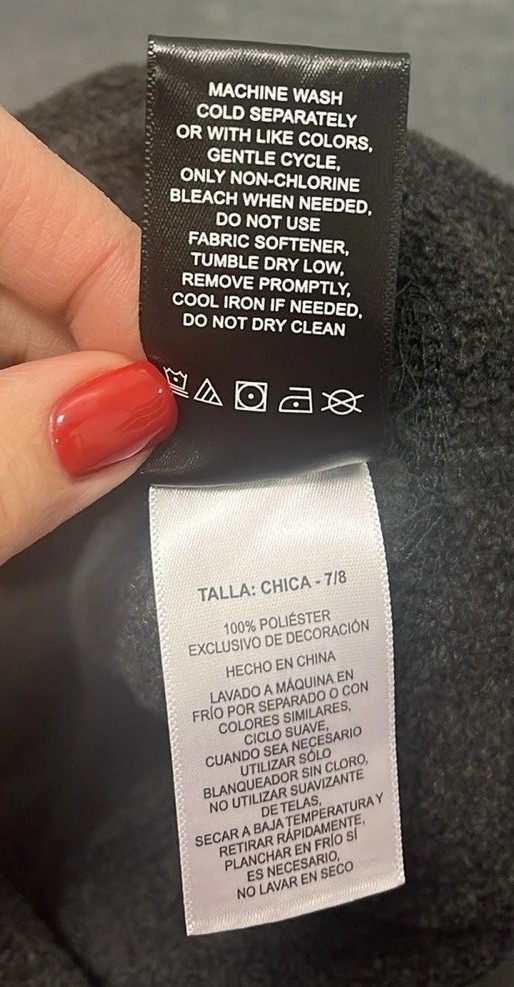 MACHINE WASH
COLD SEPARATELY
OR WITH LIKE COLORS,
GENTLE CYCLE,
ONLY NON-CHLORINE
BLEACH WHEN NEEDED,
DO NOT USE
FABRIC SOFTENER,
TUMBLE DRY LOW,
REMOVE PROMPTLY,
COOL IRON IF NEEDED,
DO NOT DRY CLEAN
TALLA: CHICA - 7/8
100% POLIÉSTER
EXCLUSIVO DE DECORACIÓN
HECHO EN CHINA
LAVADO A MÁQUINA EN
FRÍO POR SEPARADO O CON
COLORES SIMILARES,
CICLO SUAVE,
CUANDO SEA NECESARIO
UTILIZAR SÓLO
BLANQUEADOR SIN CLORO,
NO UTILIZAR SUAVIZANTE
DE TELAS,
SECAR A BAJA TEMPERATURA Y
RETIRAR RÁPIDAMENTE,
PLANCHAR EN FRÍO SÍ
ES NECESARIO,
NO LAVAR EN SECO